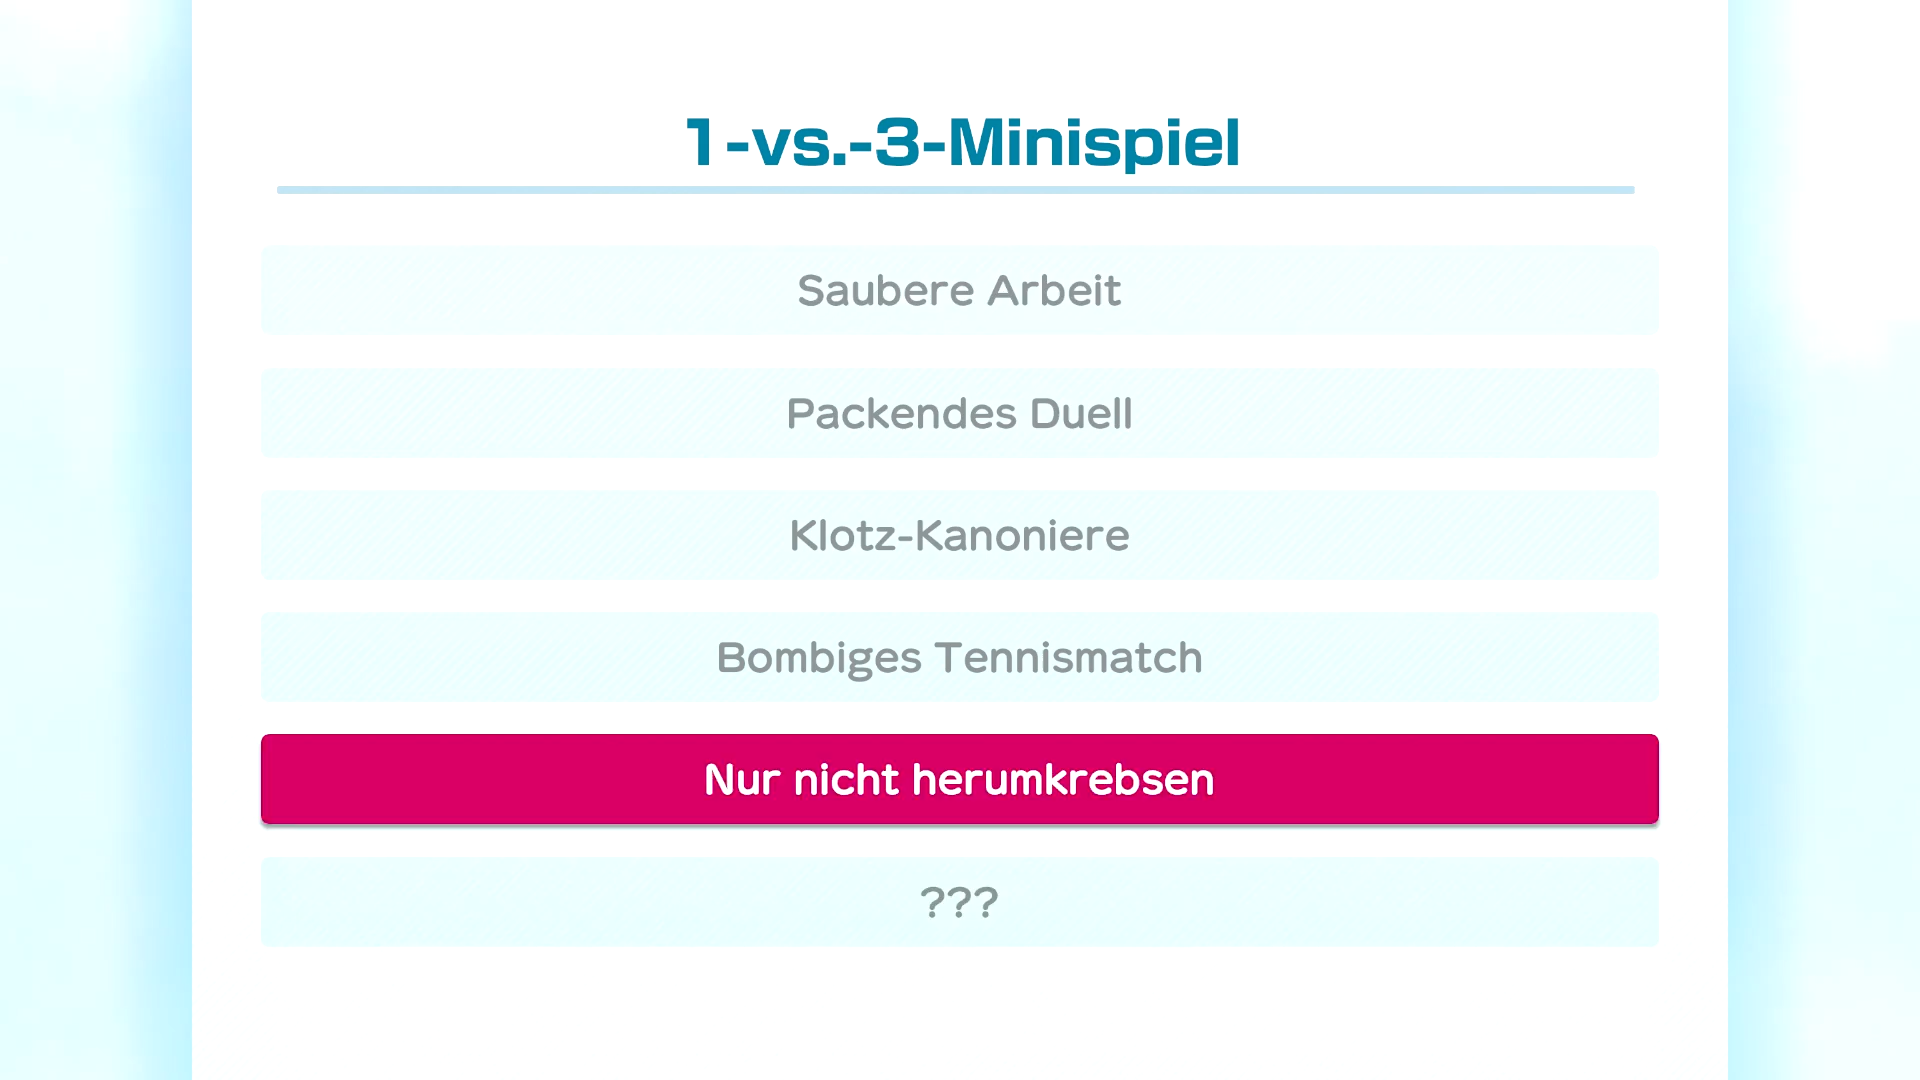 1-vs.-3-Minispiel
Saubere Arbeit
Packendes Duell
Klotz-Kanoniere
Bombiges Tennismatch
Nur nicht herumkrebsen
???